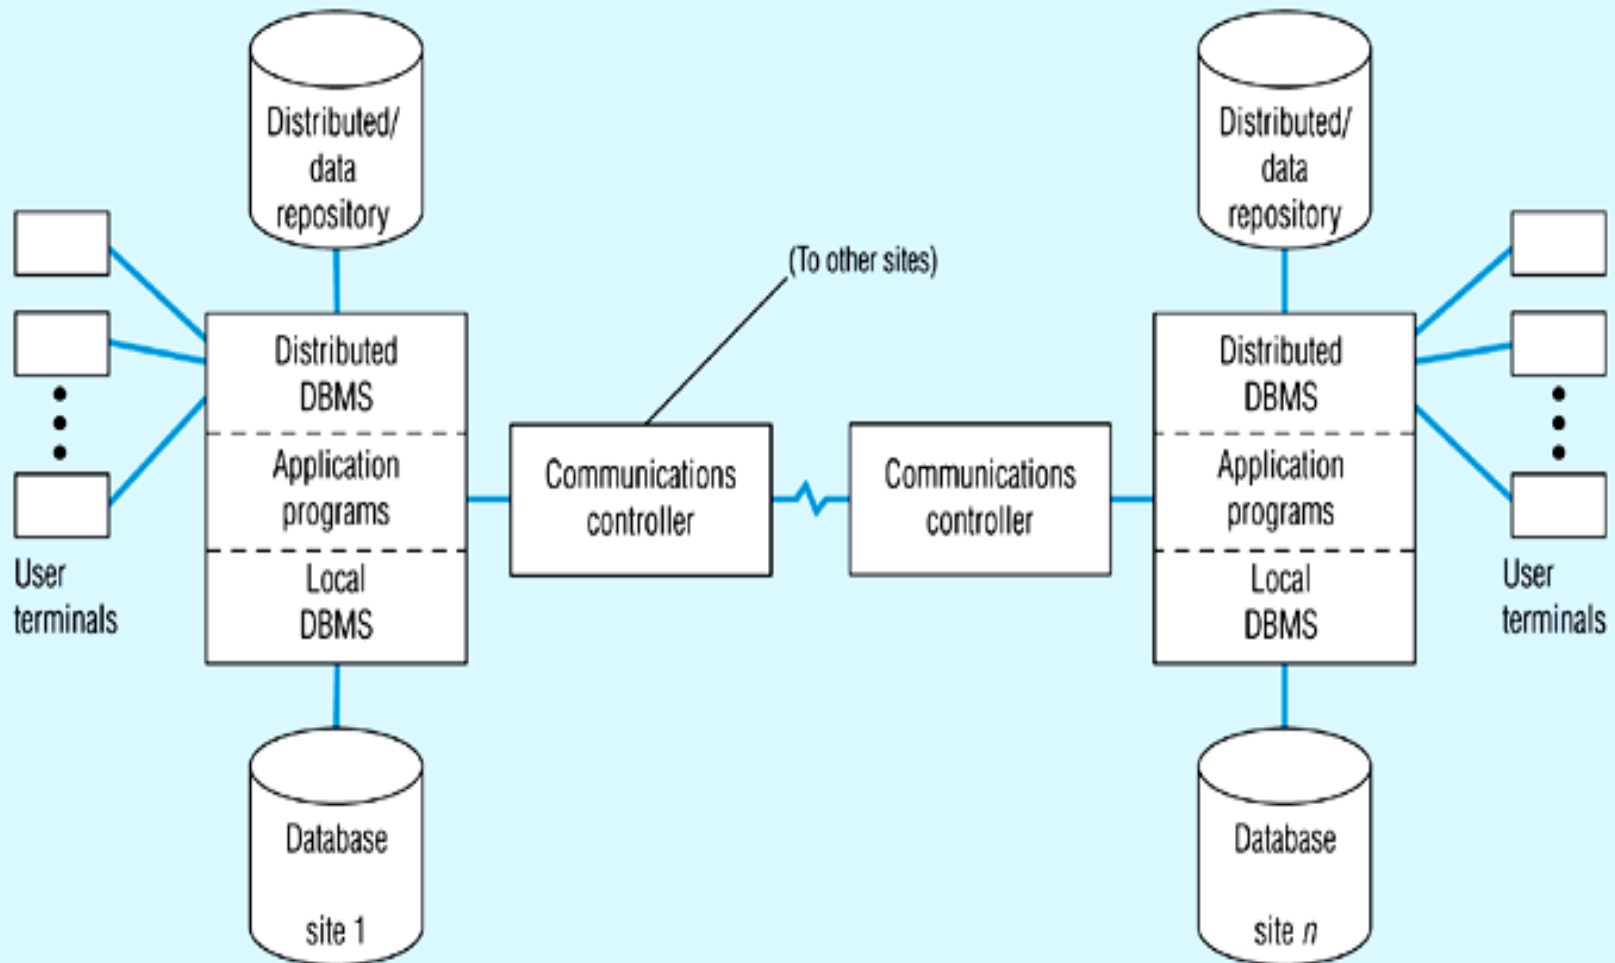 Distributed/
data
repository
Distributed/
data
repository
(To other sites)
Distributed
DBMS
Application
programs
Local
DBMS
Communications
controller
Communications
controller
Distributed
DBMS
Application
programs
Local
DBMS
User
terminals
User
terminals
Database
site 1
Database
site n